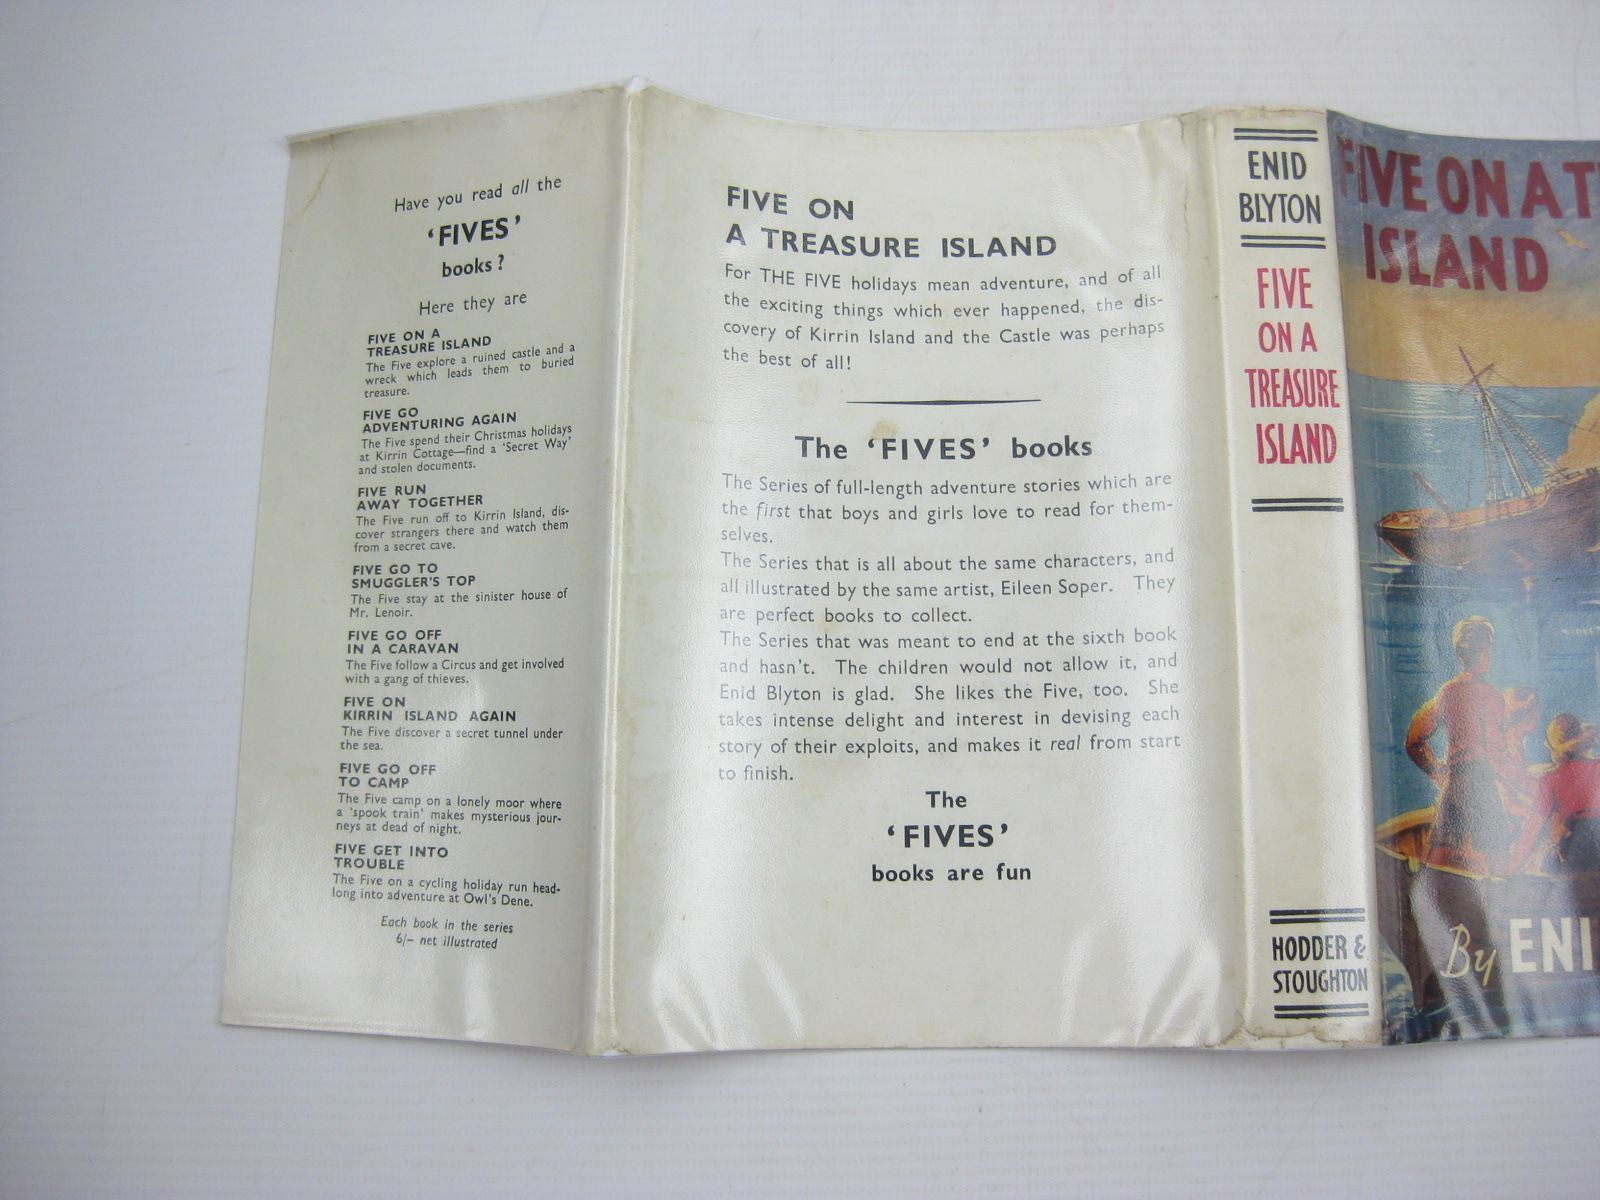 Have you read all the
‘FIVES’
books?
Here they are
FIVE ON A
TREASURE ISLAND
The Five explore a ruined castle and a
wreck which leads them to buried
treasure.
FIVE GO
ADVENTURING AGAIN
The Five spend their Christmas holidays
at Kirrin Cottage—find a ‘Secret Way’
and stolen documents.
FIVE RUN
AWAY TOGETHER
The Five run off to Kirrin Island, dis-
cover strangers there and watch them
from a secret cave.
FIVE GO TO
SMUGGLER'S TOP
The Five stay at the sinister house of
Mr. Lenoir.
FIVE GO OFF
IN A CARAVAN
The Five follow a Circus and get involved
with a gang of thieves.
FIVE ON
KIRRIN ISLAND AGAIN
The Five discover a secret tunnel under
the sea.
FIVE GO OFF
TO CAMP
The Five camp on a lonely moor where
a ‘spook train’ makes mysterious jour-
neys at dead of night.
FIVE GET INTO
TROUBLE
The Five on a cycling holiday run head-
long into adventure at Owl's Dene.
Each book in the series
6/- net illustrated
FIVE ON
A TREASURE ISLAND
For THE FIVE holidays mean adventure, and of all
the exciting things which ever happened, the dis-
covery of Kirrin Island and the Castle was perhaps
the best of all!
The ‘FIVES’ books
The Series of full-length adventure stories which are
the first that boys and girls love to read for them-
selves.
The Series that is all about the same characters, and
all illustrated by the same artist, Eileen Soper. They
are perfect books to collect.
The Series that was meant to end at the sixth book
and hasn't. The children would not allow it, and
Enid Blyton is glad. She likes the Five, too. She
takes intense delight and interest in devising each
story of their exploits, and makes it real from start
to finish.
The
‘FIVES’
books are fun
ENID
BLYTON
FIVE
ON A
TREASURE
ISLAND
HODDER &
STOUGHTON
FIVE ON A T
ISLAND
By ENI